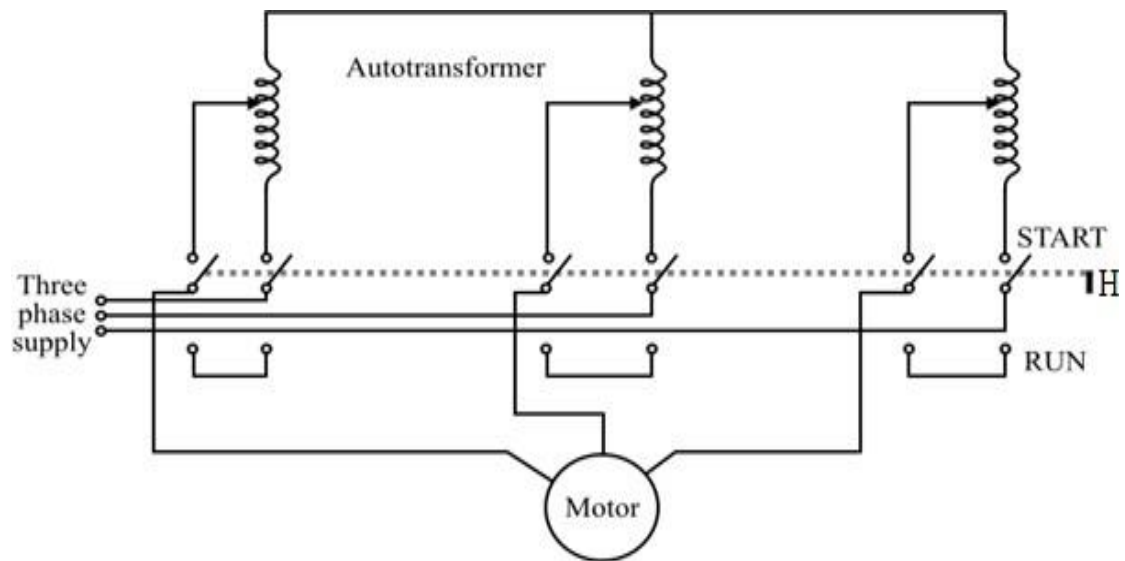 Autotransformer
START
H
Three
phase
supply
RUN
Motor